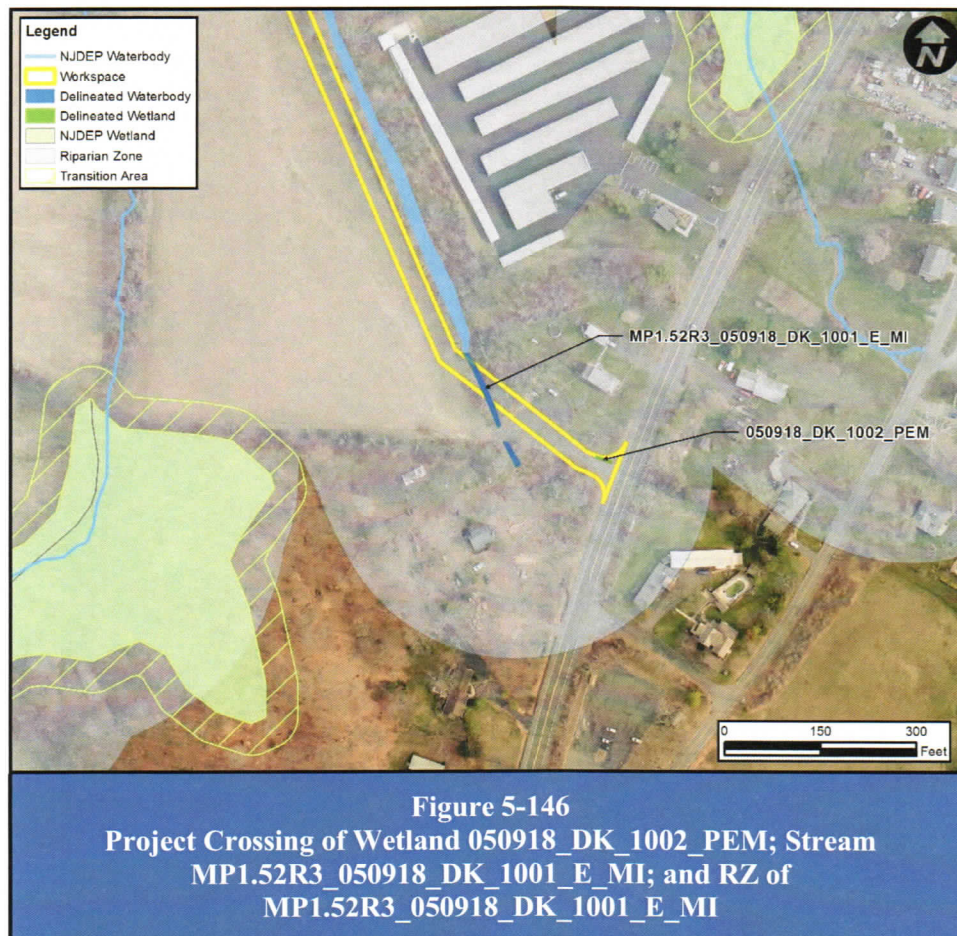 Legend
NJDEP Waterbody
Workspace
Delineated Waterbody
Delineated Wetland
NJDEP Wetland
Riparian Zone
Transition Area
N
MP1.52R3_050918_DK_1001_E_MI
050918_DK_1002_PEM
0 150 300
Feet
Figure 5-146
Project Crossing of Wetland 050918_DK_1002_PEM; Stream
MP1.52R3_050918_DK_1001_E_MI; and RZ of
MP1.52R3_050918_DK_1001_E_MI